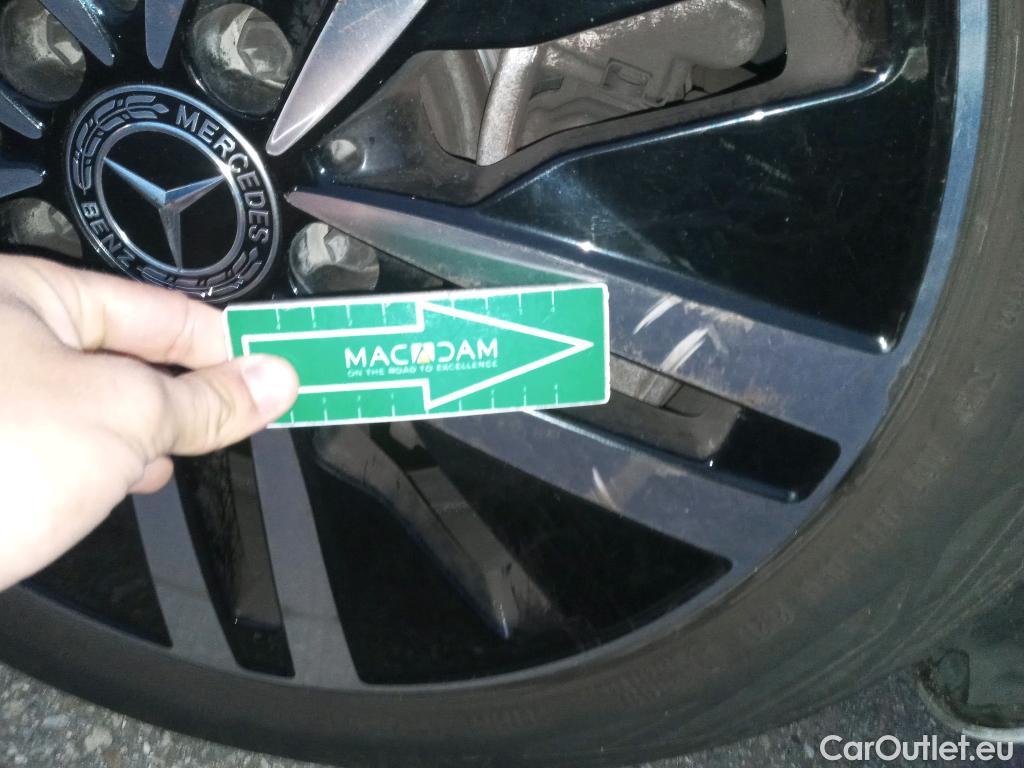 MERCEDES
BENZ
MACADAM
ON THE ROAD TO EXCELLENCE
CarOutlet.eu